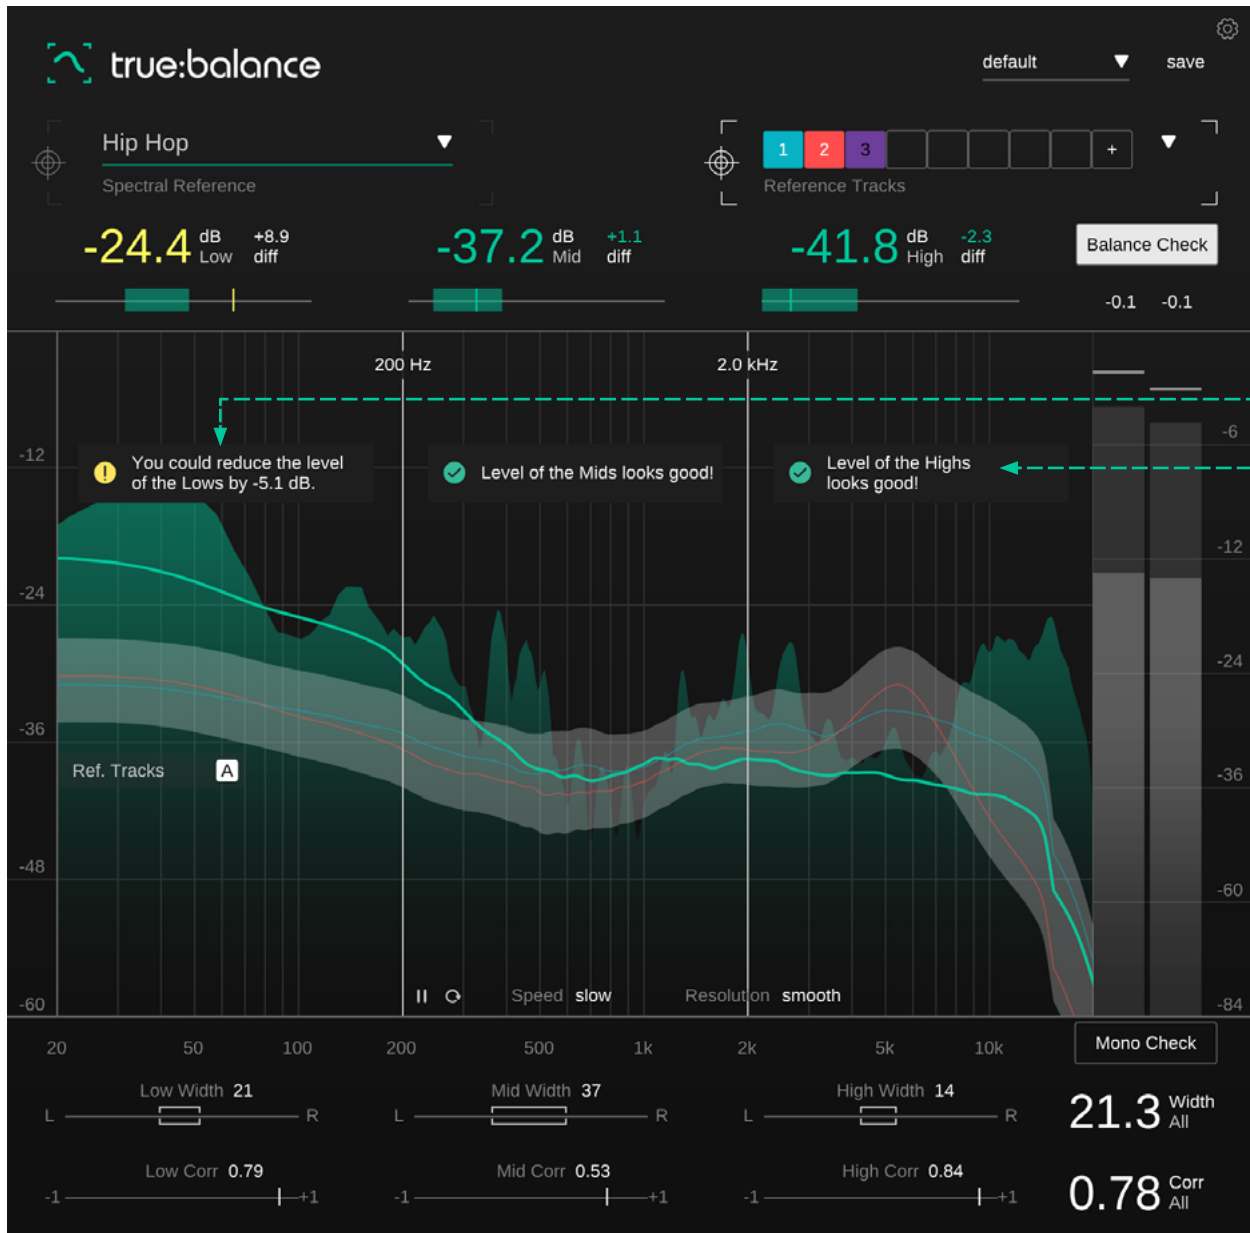 true:balance
default
save
Hip Hop
Spectral Reference
1 2 3 +
Reference Tracks
-24.4 dB Low +8.9 diff
-37.2 dB Mid +1.1 diff
-41.8 dB High -2.3 diff
Balance Check
-0.1 -0.1
200 Hz
2.0 kHz
You could reduce the level
of the Lows by -5.1 dB.
Level of the Mids looks good!
Level of the Highs
looks good!
-12
-24
-36
-48
-60
-6
-12
-24
-36
-60
-84
Ref. Tracks A
Speed slow
Resolution smooth
20 50 100 200 500 1k 2k 5k 10k
Mono Check
Low Width 21
L R
Mid Width 37
L R
High Width 14
L R
21.3 Width All
Low Corr 0.79
-1 +1
Mid Corr 0.53
-1 +1
High Corr 0.84
-1 +1
0.78 Corr All